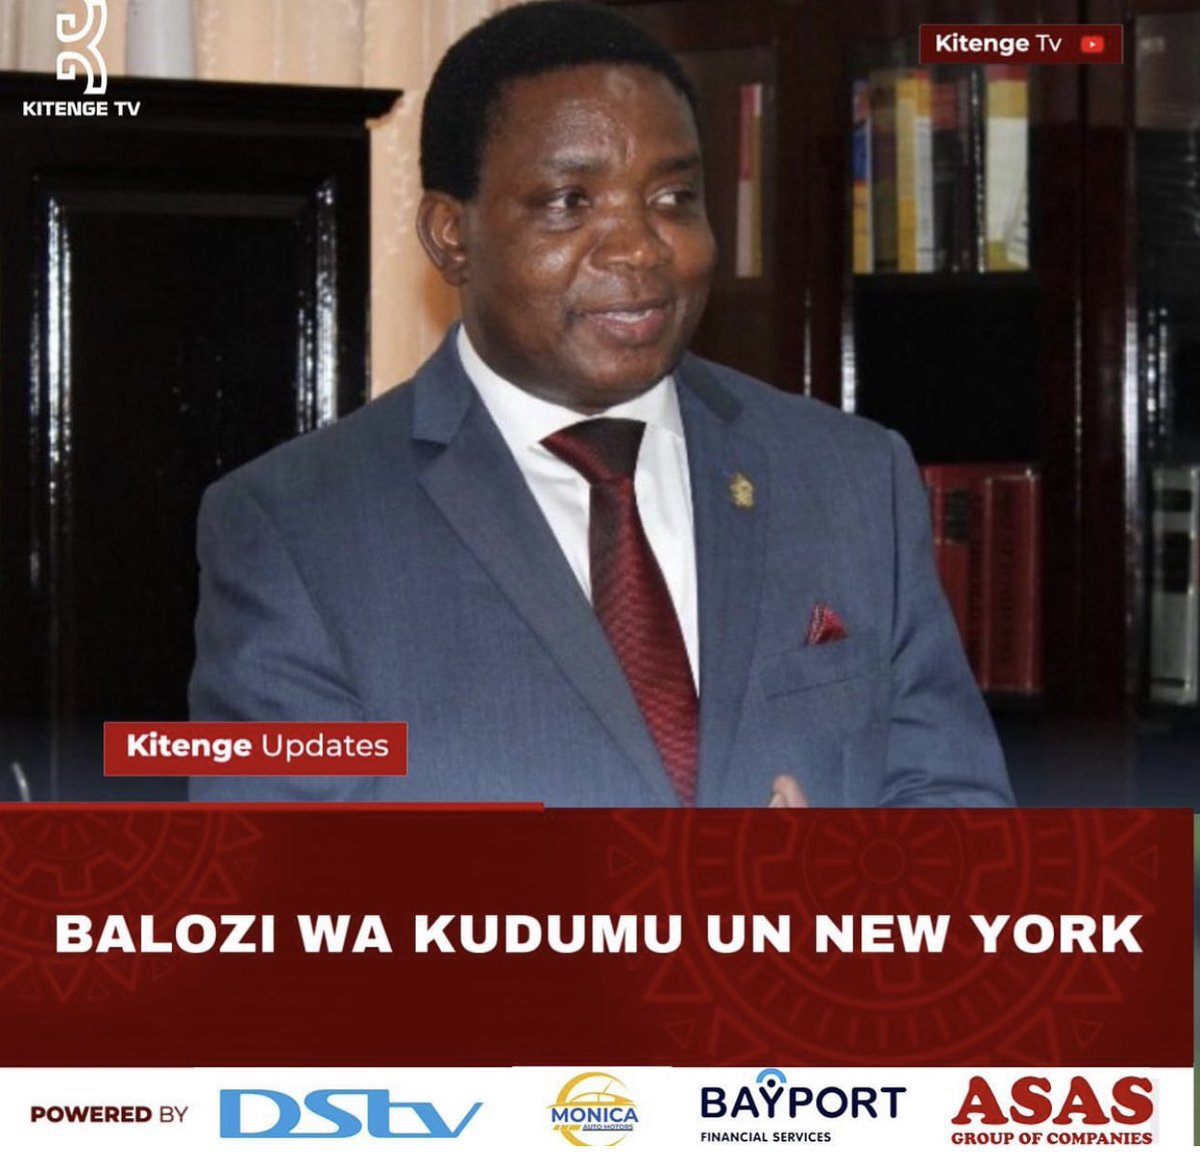 KITENGE TV
Kitenge Tv
Kitenge Updates
BALOZI WA KUDUMU UN NEW YORK
POWERED BY
DStv
MONICA
AUTO MOTORS
BAYPORT
FINANCIAL SERVICES
ASAS
GROUP OF COMPANIES